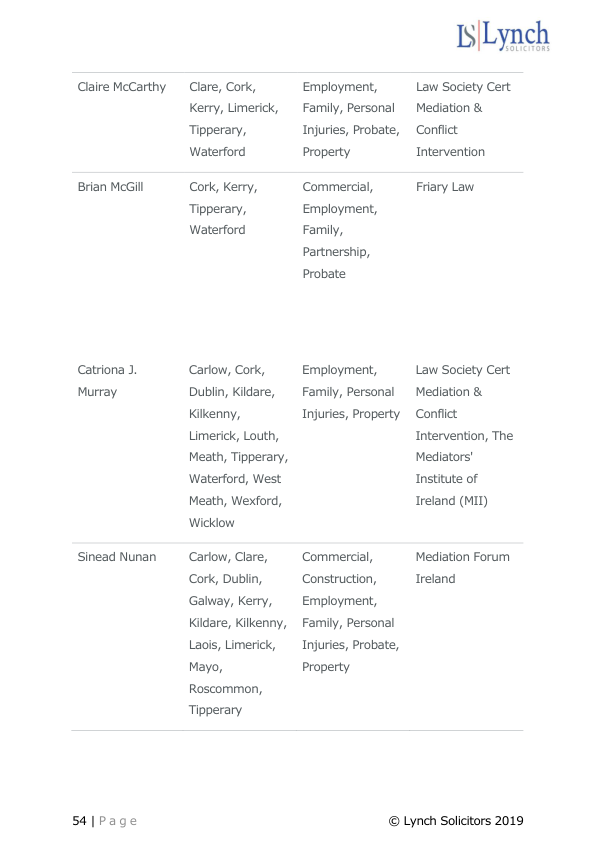 LS Lynch
SOLICITORS
Claire McCarthy
Clare, Cork,
Kerry, Limerick,
Tipperary,
Waterford
Employment,
Family, Personal
Injuries, Probate,
Property
Law Society Cert
Mediation &
Conflict
Intervention
Brian McGill
Cork, Kerry,
Tipperary,
Waterford
Commercial,
Employment,
Family,
Partnership,
Probate
Friary Law
Catriona J.
Murray
Carlow, Cork,
Dublin, Kildare,
Kilkenny,
Limerick, Louth,
Meath, Tipperary,
Waterford, West
Meath, Wexford,
Wicklow
Employment,
Family, Personal
Injuries, Property
Law Society Cert
Mediation &
Conflict
Intervention, The
Mediators'
Institute of
Ireland (MII)
Sinead Nunan
Carlow, Clare,
Cork, Dublin,
Galway, Kerry,
Kildare, Kilkenny,
Laois, Limerick,
Mayo,
Roscommon,
Tipperary
Commercial,
Construction,
Employment,
Family, Personal
Injuries, Probate,
Property
Mediation Forum
Ireland
54 | Page
© Lynch Solicitors 2019